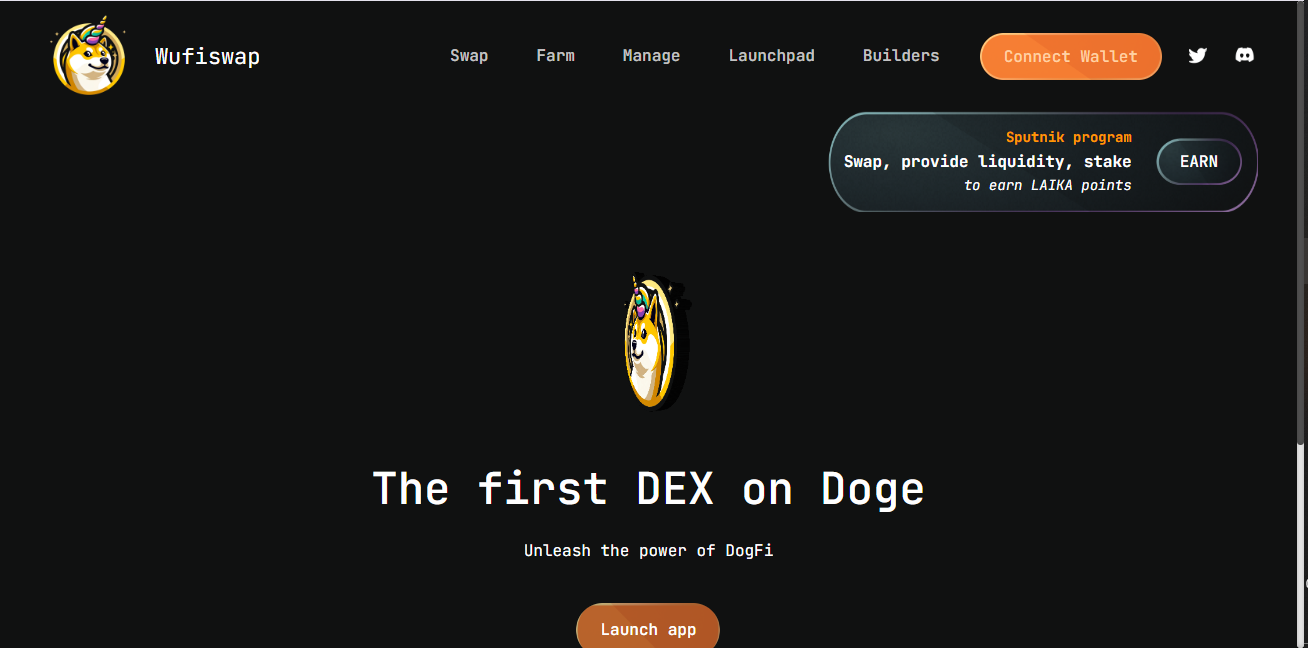 Wufiswap
Swap
Farm
Manage
Launchpad
Builders
Connect Wallet
Sputnik program
Swap, provide liquidity, stake
to earn LAIKA points
EARN
The first DEX on Doge
Unleash the power of DogFi
Launch app